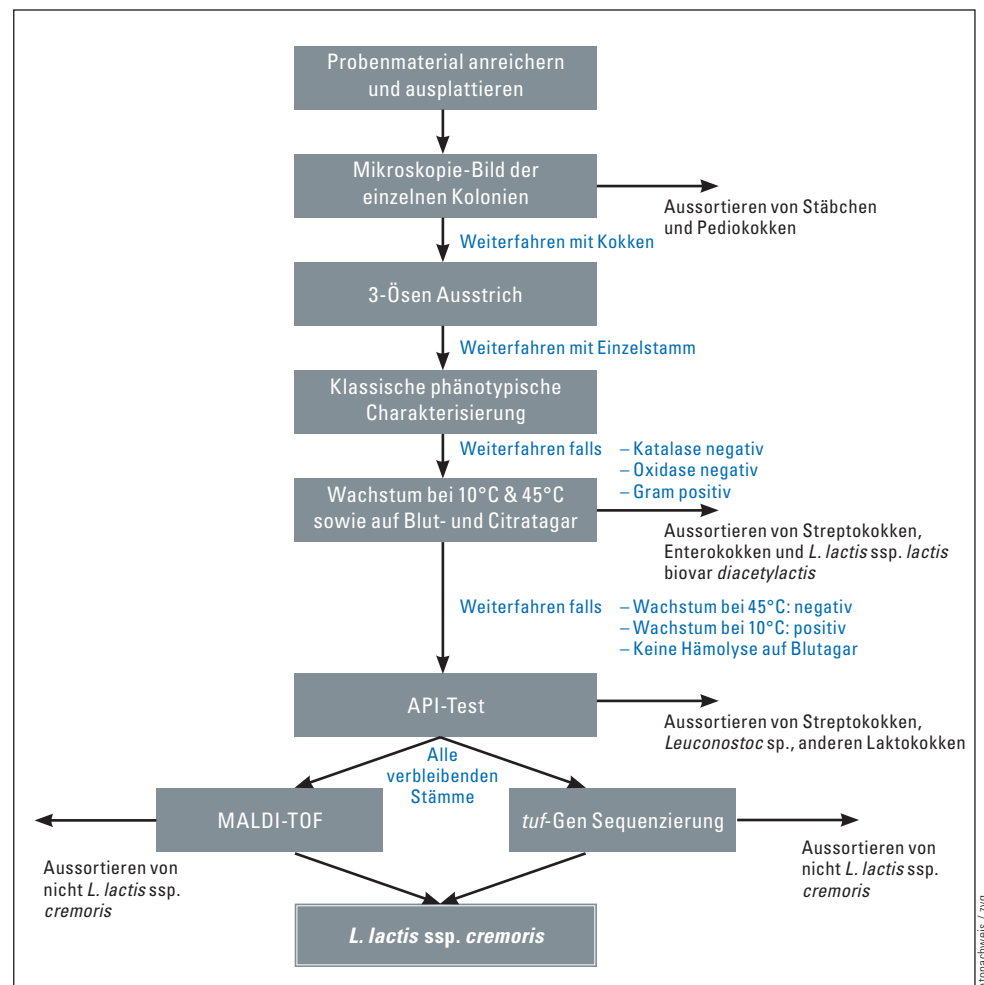 Probenmaterial anreichern
und ausplattieren
Mikroskopie-Bild der
einzelnen Kolonien
Aussortieren von Stäbchen
und Pediokokken
Weiterfahren mit Kokken
3-Ösen Ausstrich
Weiterfahren mit Einzelstamm
Klassische phänotypische
Charakterisierung
Weiterfahren falls – Katalase negativ
– Oxidase negativ
– Gram positiv
Wachstum bei 10°C & 45°C
sowie auf Blut- und Citratagar
Aussortieren von Streptokokken,
Enterokokken und L. lactis ssp. lactis
biovar diacetylactis
Weiterfahren falls – Wachstum bei 45°C: negativ
– Wachstum bei 10°C: positiv
– Keine Hämolyse auf Blutagar
API-Test
Aussortieren von Streptokokken,
Leuconostoc sp., anderen Laktokokken
Alle
verbleibenden
Stämme
MALDI-TOF
tuf-Gen Sequenzierung
Aussortieren von
nicht L. lactis ssp.
cremoris
Aussortieren von
nicht L. lactis ssp.
cremoris
L. lactis ssp. cremoris